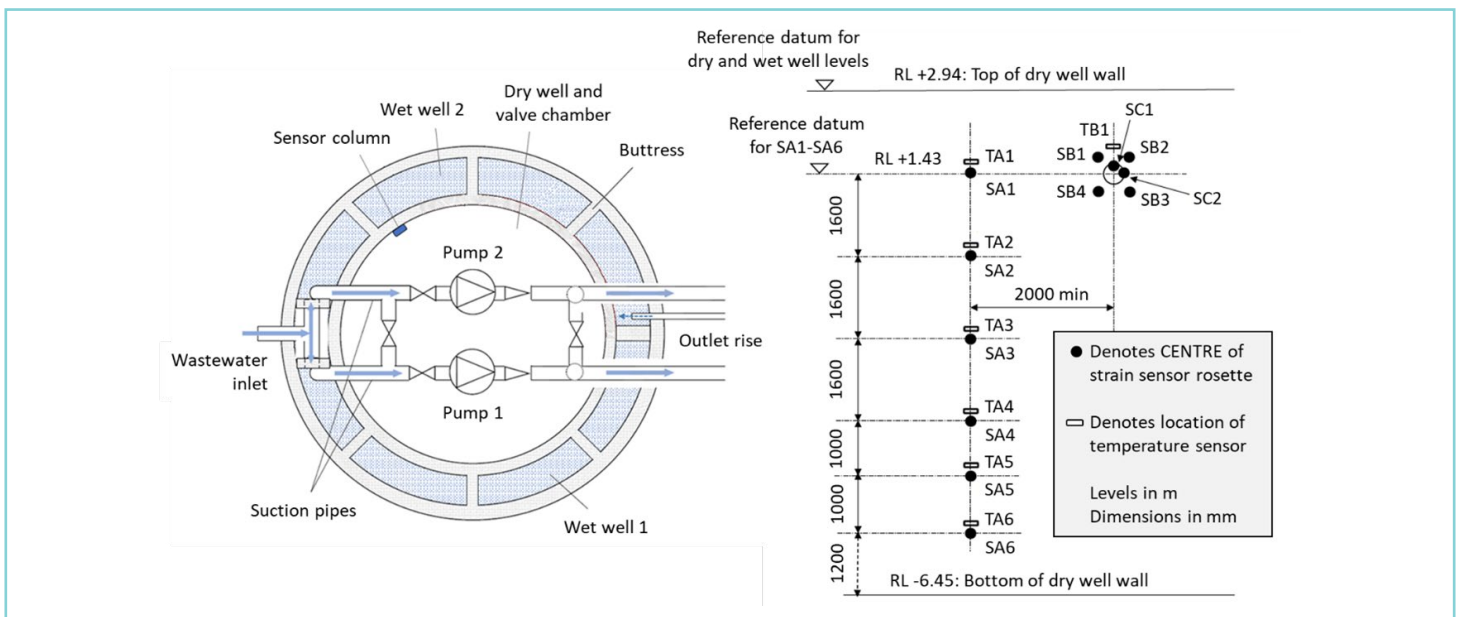 Wet well 2
Dry well and
valve chamber
Sensor column
Buttress
Pump 2
Wastewater
inlet
Outlet rise
Pump 1
Suction pipes
Wet well 1
Reference datum for
dry and wet well levels
RL +2.94: Top of dry well wall
Reference datum
for SA1-SA6
RL +1.43
TA1
SA1
TB1
SC1
SB1
SB2
SB4
SB3
SC2
1600
TA2
SA2
1600
2000 min
TA3
SA3
1600
TA4
SA4
1000
TA5
SA5
1000
TA6
SA6
1200
RL -6.45: Bottom of dry well wall
Denotes CENTRE of
strain sensor rosette
Denotes location of
temperature sensor
Levels in m
Dimensions in mm